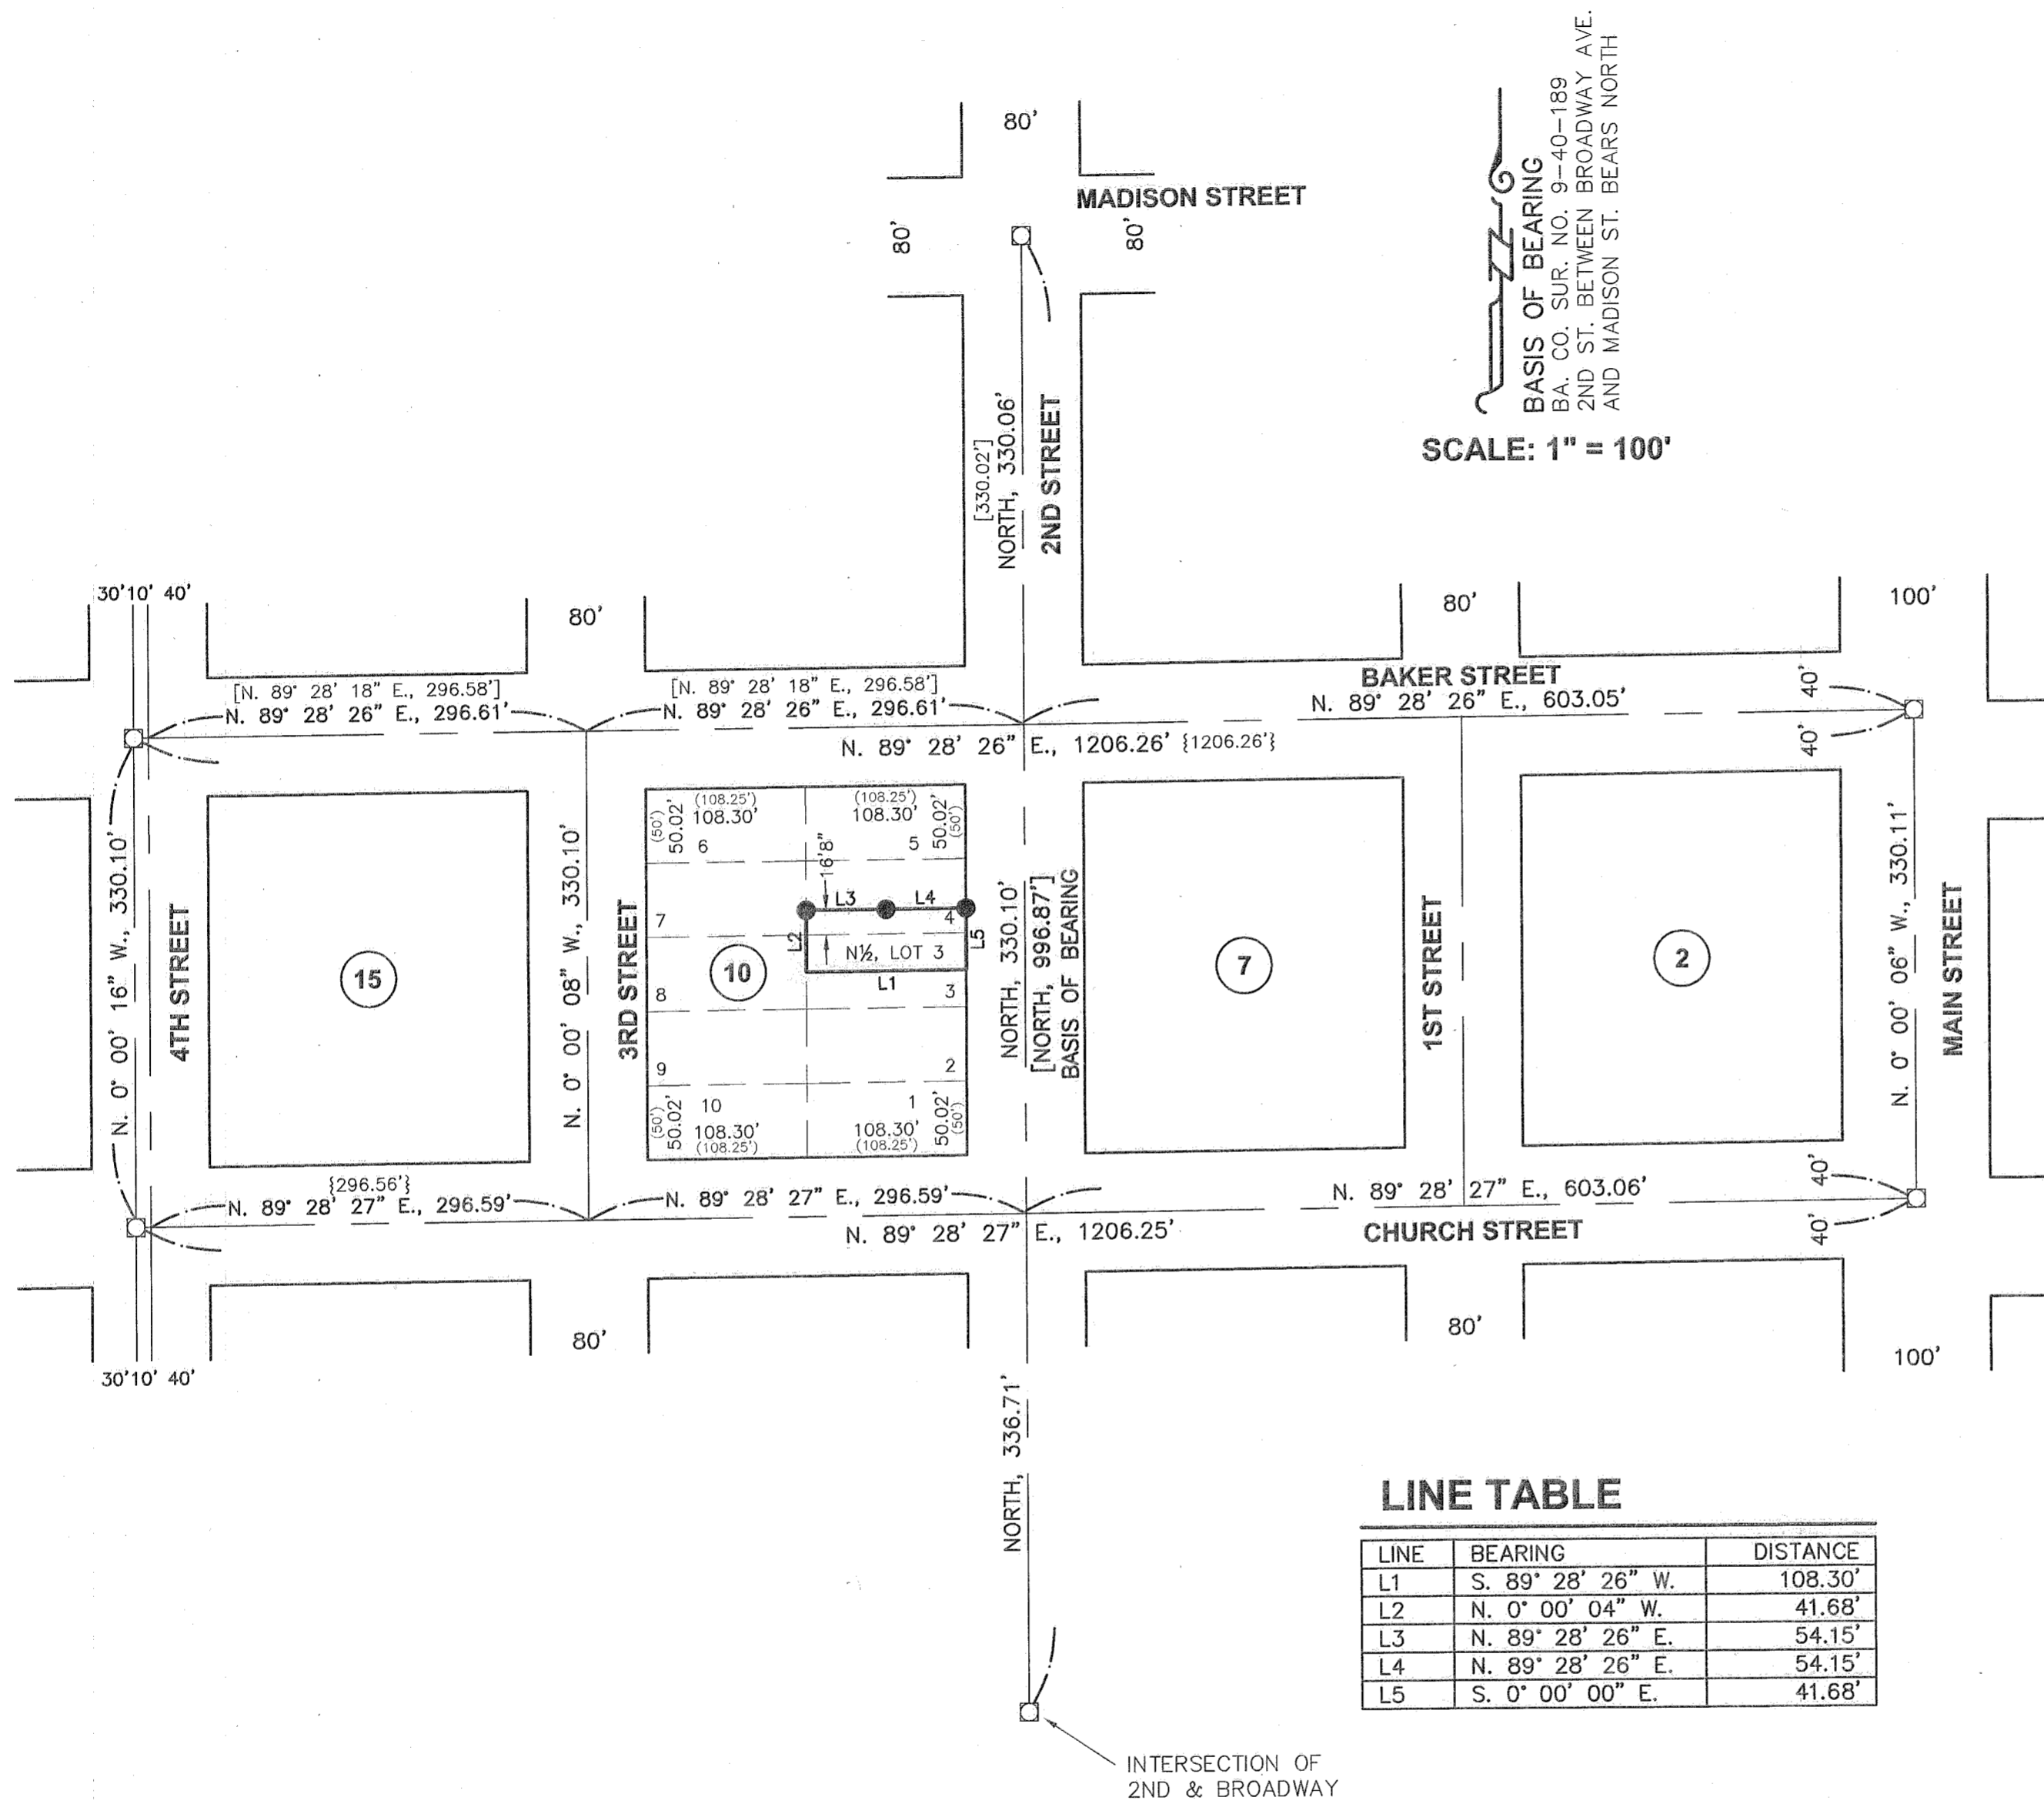 80'
MADISON STREET
80'
80'
BASIS OF BEARING
BA. CO. SUR. NO. 9-40-189
2ND ST. BETWEEN BROADWAY AVE.
AND MADISON ST. BEARS NORTH
SCALE: 1" = 100'
[330.02']
NORTH, 330.06'
2ND STREET
30' 10' 40'
80'
80'
100'
[N. 89° 28' 18" E., 296.58']
N. 89° 28' 26" E., 296.61'
[N. 89° 28' 18" E., 296.58']
N. 89° 28' 26" E., 296.61'
BAKER STREET
N. 89° 28' 26" E., 603.05'
40'
40'
N. 89° 28' 26" E., 1206.26' {1206.26'}
N. 0° 00' 16" W., 330.10'
4TH STREET
15
N. 0° 00' 08" W., 330.10'
3RD STREET
(50')
50.02'
(108.25')
108.30'
6
(108.25')
108.30'
5
50.02'
(50')
16'8"
L3
L4
7
4
L2
L5
10
N½, LOT 3
L1
8
3
9
2
(50')
50.02'
10
108.30'
(108.25')
1
108.30'
(108.25')
50.02'
(50')
NORTH, 330.10'
[NORTH, 996.87']
BASIS OF BEARING
7
1ST STREET
2
N. 0° 00' 06" W., 330.11'
MAIN STREET
{296.56'}
N. 89° 28' 27" E., 296.59'
N. 89° 28' 27" E., 296.59'
N. 89° 28' 27" E., 603.06'
40'
40'
N. 89° 28' 27" E., 1206.25'
CHURCH STREET
80'
80'
100'
30' 10' 40'
NORTH, 336.71'
LINE TABLE
LINE BEARING DISTANCE
L1 S. 89° 28' 26" W. 108.30'
L2 N. 0° 00' 04" W. 41.68'
L3 N. 89° 28' 26" E. 54.15'
L4 N. 89° 28' 26" E. 54.15'
L5 S. 0° 00' 00" E. 41.68'
INTERSECTION OF
2ND & BROADWAY